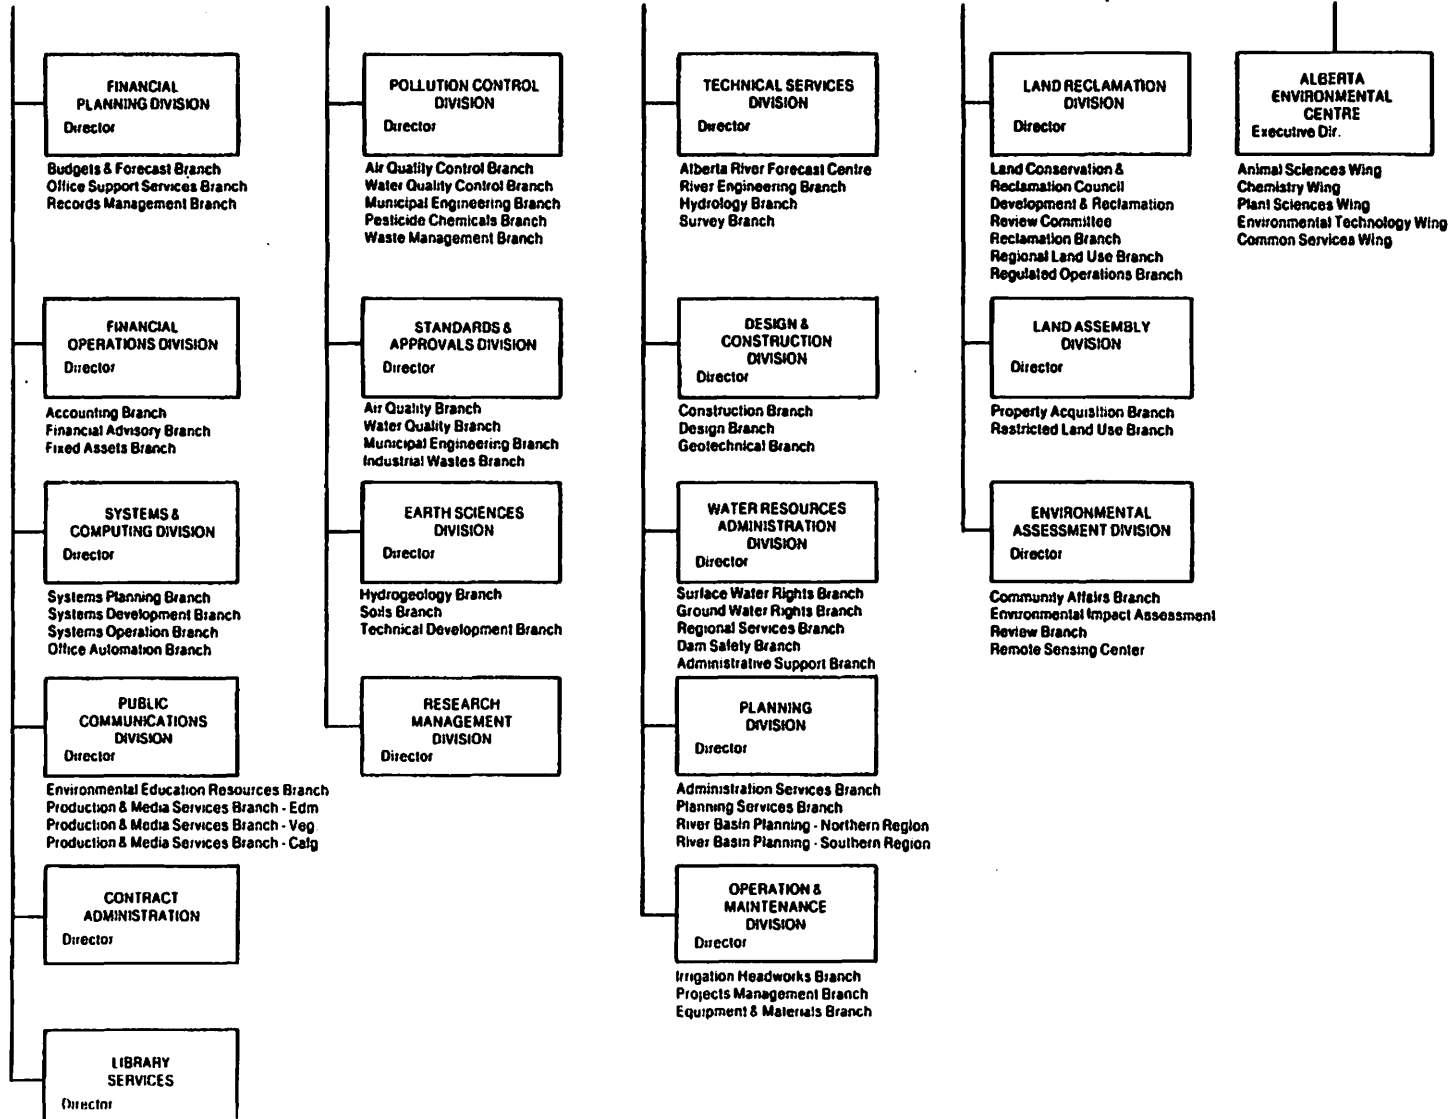 FINANCIAL
PLANNING DIVISION
Director
Budgets & Forecast Branch
Office Support Services Branch
Records Management Branch
FINANCIAL
OPERATIONS DIVISION
Director
Accounting Branch
Financial Advisory Branch
Fixed Assets Branch
SYSTEMS &
COMPUTING DIVISION
Director
Systems Planning Branch
Systems Development Branch
Systems Operation Branch
Office Automation Branch
PUBLIC
COMMUNICATIONS
DIVISION
Director
Environmental Education Resources Branch
Production & Media Services Branch - Edm
Production & Media Services Branch - Veg
Production & Media Services Branch - Calg
CONTRACT
ADMINISTRATION
Director
LIBRARY
SERVICES
Director
POLLUTION CONTROL
DIVISION
Director
Air Quality Control Branch
Water Quality Control Branch
Municipal Engineering Branch
Pesticide Chemicals Branch
Waste Management Branch
STANDARDS &
APPROVALS DIVISION
Director
Air Quality Branch
Water Quality Branch
Municipal Engineering Branch
Industrial Wastes Branch
EARTH SCIENCES
DIVISION
Director
Hydrogeology Branch
Soils Branch
Technical Development Branch
RESEARCH
MANAGEMENT
DIVISION
Director
TECHNICAL SERVICES
DIVISION
Director
Alberta River Forecast Centre
River Engineering Branch
Hydrology Branch
Survey Branch
DESIGN &
CONSTRUCTION
DIVISION
Director
Construction Branch
Design Branch
Geotechnical Branch
WATER RESOURCES
ADMINISTRATION
DIVISION
Director
Surface Water Rights Branch
Ground Water Rights Branch
Regional Services Branch
Dam Safety Branch
Administrative Support Branch
PLANNING
DIVISION
Director
Administration Services Branch
Planning Services Branch
River Basin Planning - Northern Region
River Basin Planning - Southern Region
OPERATION &
MAINTENANCE
DIVISION
Director
Irrigation Headworks Branch
Projects Management Branch
Equipment & Materials Branch
LAND RECLAMATION
DIVISION
Director
Land Conservation &
Reclamation Council
Development & Reclamation
Review Committee
Reclamation Branch
Regional Land Use Branch
Regulated Operations Branch
LAND ASSEMBLY
DIVISION
Director
Property Acquisition Branch
Rastricted Land Use Branch
ENVIRONMENTAL
ASSESSMENT DIVISION
Director
Community Affairs Branch
Environmental Impact Assessment
Review Branch
Remote Sensing Center
ALBERTA
ENVIRONMENTAL
CENTRE
Executive Dir.
Animal Sciences Wing
Chemistry Wing
Plant Sciences Wing
Environmental Technology Wing
Common Services Wing